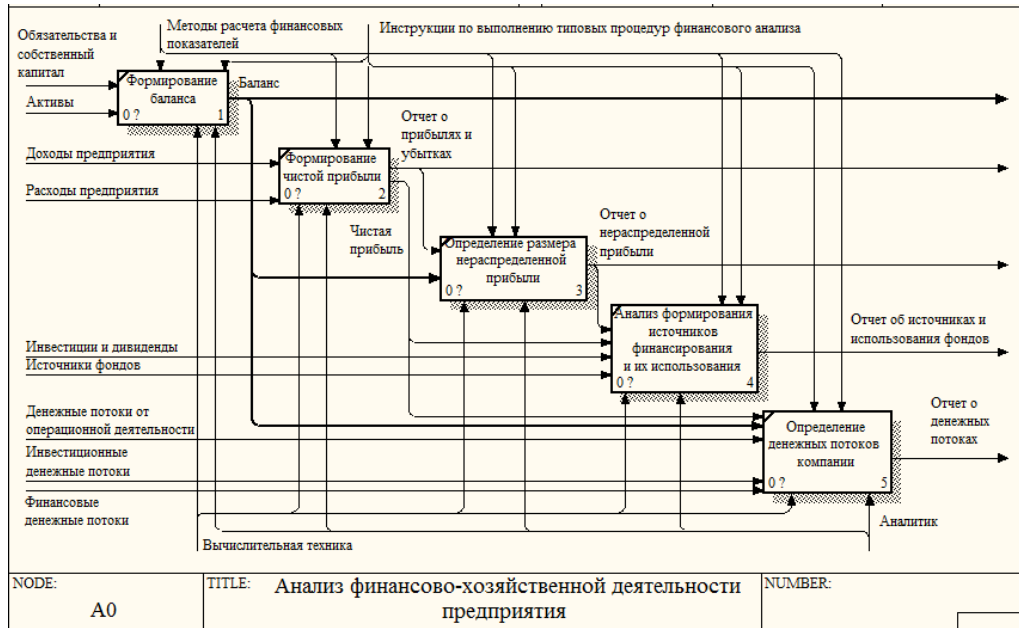 Обязательства и
собственный
капитал
Методы расчета финансовых
показателей
Инструкции по выполнению типовых процедур финансового анализа
Формирование
баланса
0 ?
1
Баланс
Активы
Отчет о
прибылях и
убытках
Доходы предприятия
Формирование
чистой прибыли
0 ?
2
Расходы предприятия
Чистая
прибыль
Отчет о
нераспределенной
прибыли
Определение размера
нераспределенной
прибыли
0 ?
3
Анализ формирования
источников
финансирования
и их использования
0 ?
4
Отчет об источниках и
использования фондов
Инвестиции и дивиденды
Источники фондов
Денежные потоки от
операционной деятельности
Инвестиционные
денежные потоки
Финансовые
денежные потоки
Определение
денежных потоков
компании
0 ?
5
Отчет о
денежных
потоках
Аналитик
Вычислительная техника
NODE:
A0
TITLE:
Анализ финансово-хозяйственной деятельности
предприятия
NUMBER: